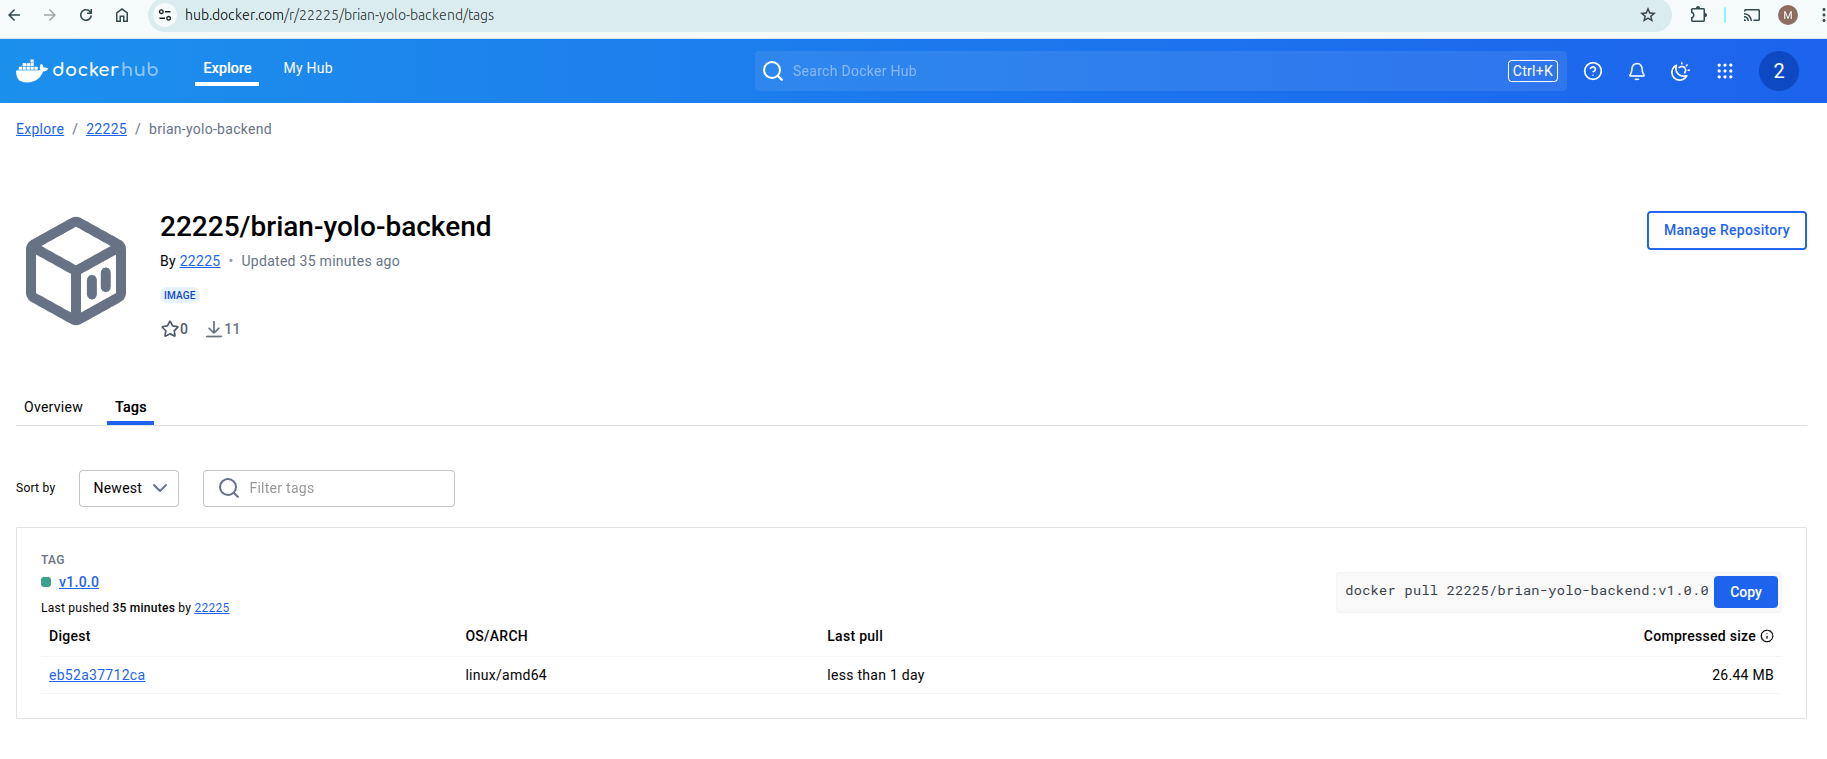 hub.docker.com/r/22225/brian-yolo-backend/tags
M
dockerhub
Explore
My Hub
Search Docker Hub
Ctrl+K
2
Explore / 22225 / brian-yolo-backend
22225/brian-yolo-backend
Manage Repository
By 22225 • Updated 35 minutes ago
IMAGE
0 11
Overview
Tags
Sort by
Newest
Filter tags
TAG
v1.0.0
docker pull 22225/brian-yolo-backend:v1.0.0
Copy
Last pushed 35 minutes by 22225
Digest OS/ARCH Last pull Compressed size
eb52a37712ca linux/amd64 less than 1 day 26.44 MB